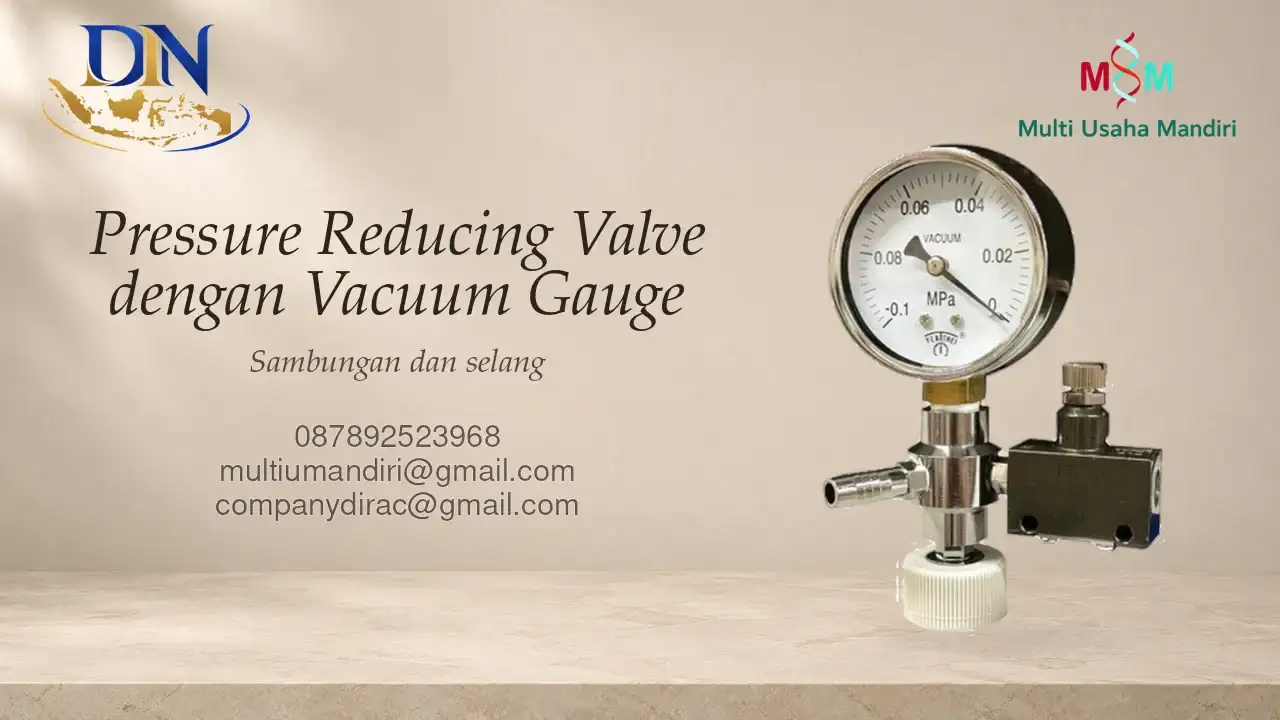 DIN
MSM
Multi Usaha Mandiri
Pressure Reducing Valve
dengan Vacuum Gauge
Sambungan dan selang
087892523968
multiumandiri@gmail.com
companydirac@gmail.com
0.06 0.04
VACUUM
0.08 0.02
MPa
-0.1 0